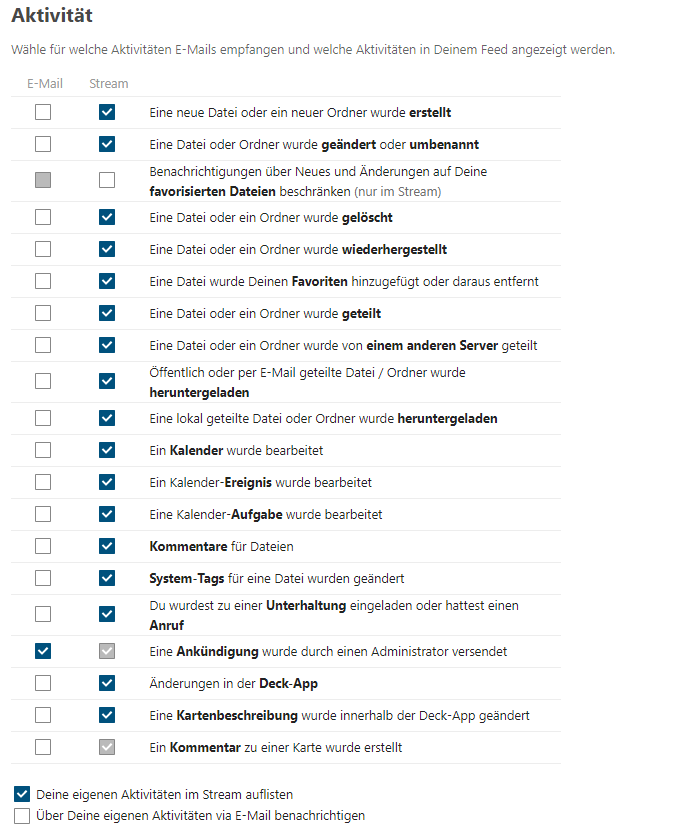 Aktivität
Wähle für welche Aktivitäten E-Mails empfangen und welche Aktivitäten in Deinem Feed angezeigt werden.
E-Mail Stream
Eine neue Datei oder ein neuer Ordner wurde erstellt
Eine Datei oder Ordner wurde geändert oder umbenannt
Benachrichtigungen über Neues und Änderungen auf Deine
favorisierten Dateien beschränken (nur im Stream)
Eine Datei oder ein Ordner wurde gelöscht
Eine Datei oder ein Ordner wurde wiederhergestellt
Eine Datei wurde Deinen Favoriten hinzugefügt oder daraus entfernt
Eine Datei oder ein Ordner wurde geteilt
Eine Datei oder ein Ordner wurde von einem anderen Server geteilt
Öffentlich oder per E-Mail geteilte Datei / Ordner wurde
heruntergeladen
Eine lokal geteilte Datei oder Ordner wurde heruntergeladen
Ein Kalender wurde bearbeitet
Ein Kalender-Ereignis wurde bearbeitet
Eine Kalender-Aufgabe wurde bearbeitet
Kommentare für Dateien
System-Tags für eine Datei wurden geändert
Du wurdest zu einer Unterhaltung eingeladen oder hattest einen
Anruf
Eine Ankündigung wurde durch einen Administrator versendet
Änderungen in der Deck-App
Eine Kartenbeschreibung wurde innerhalb der Deck-App geändert
Ein Kommentar zu einer Karte wurde erstellt
Deine eigenen Aktivitäten im Stream auflisten
Über Deine eigenen Aktivitäten via E-Mail benachrichtigen